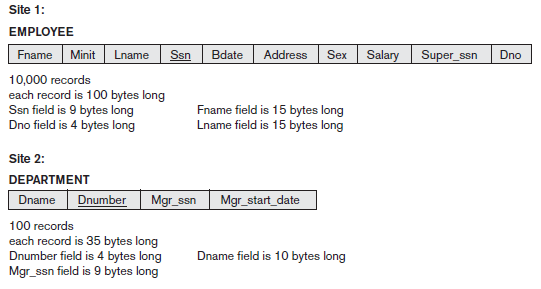 Site 1:
EMPLOYEE
Fname Minit Lname Ssn Bdate Address Sex Salary Super_ssn Dno
10,000 records
each record is 100 bytes long
Ssn field is 9 bytes long Fname field is 15 bytes long
Dno field is 4 bytes long Lname field is 15 bytes long
Site 2:
DEPARTMENT
Dname Dnumber Mgr_ssn Mgr_start_date
100 records
each record is 35 bytes long
Dnumber field is 4 bytes long Dname field is 10 bytes long
Mgr_ssn field is 9 bytes long